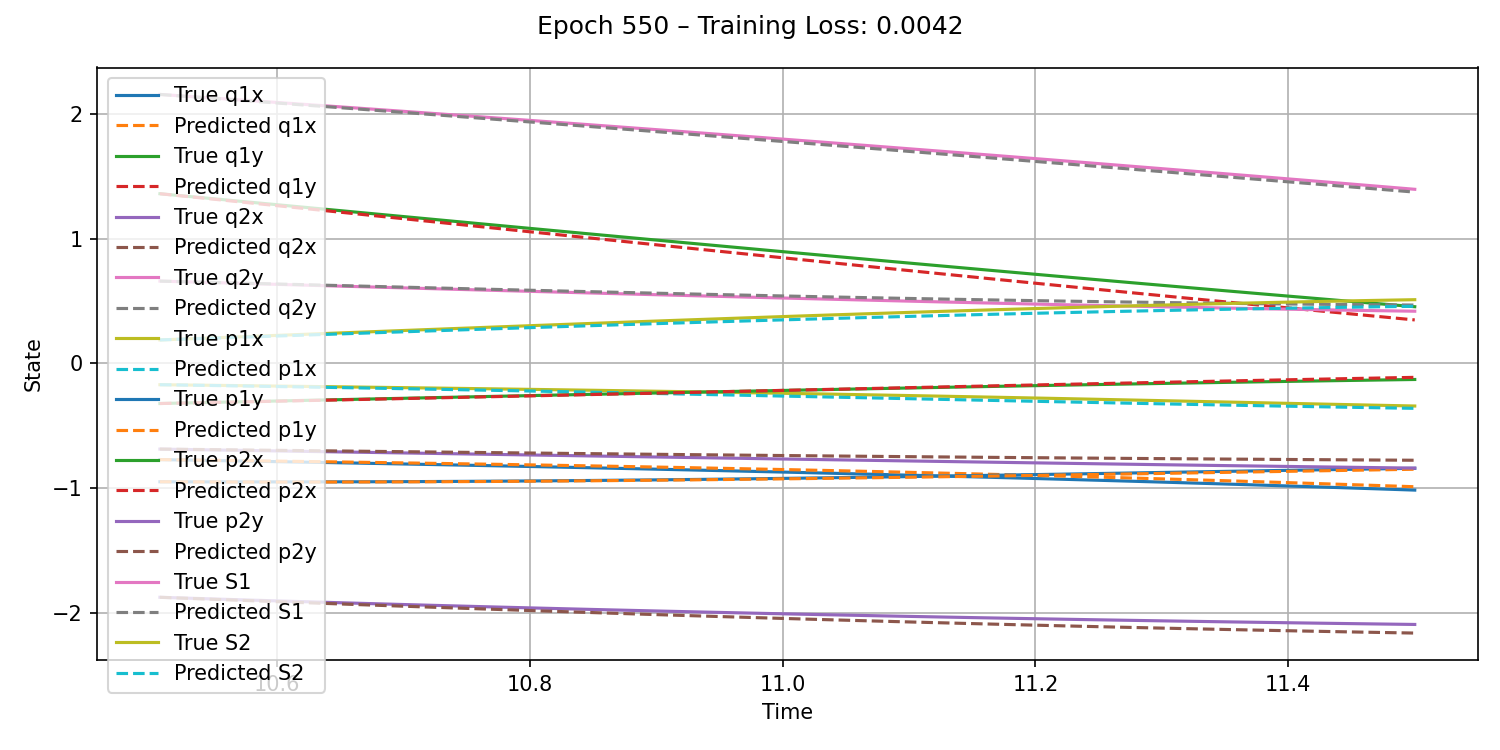 Epoch 550 – Training Loss: 0.0042
True q1x
Predicted q1x
True q1y
Predicted q1y
True q2x
Predicted q2x
True q2y
Predicted q2y
True p1x
Predicted p1x
True p1y
Predicted p1y
True p2x
Predicted p2x
True p2y
Predicted p2y
True S1
Predicted S1
True S2
Predicted S2
2
1
0
−1
−2
State
10.6 10.8 11.0 11.2 11.4
Time